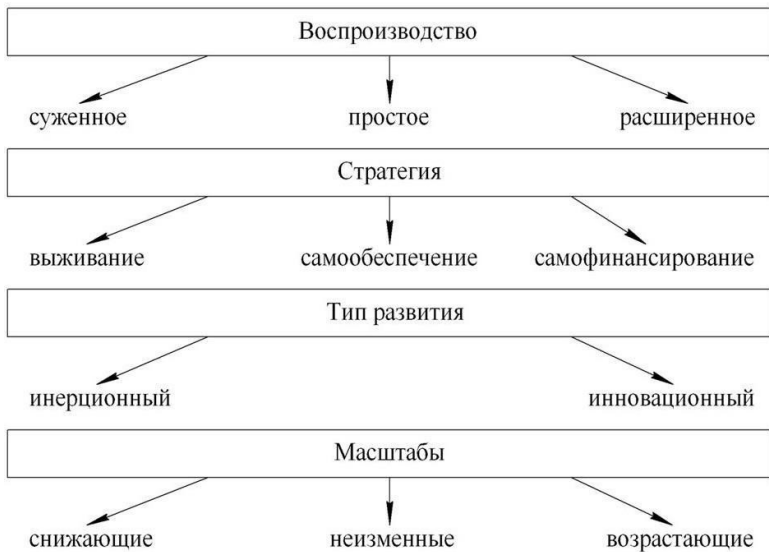 Воспроизводство
суженное простое расширенное
Стратегия
выживание самообеспечение самофинансирование
Тип развития
инерционный инновационный
Масштабы
снижающие неизменные возрастающие